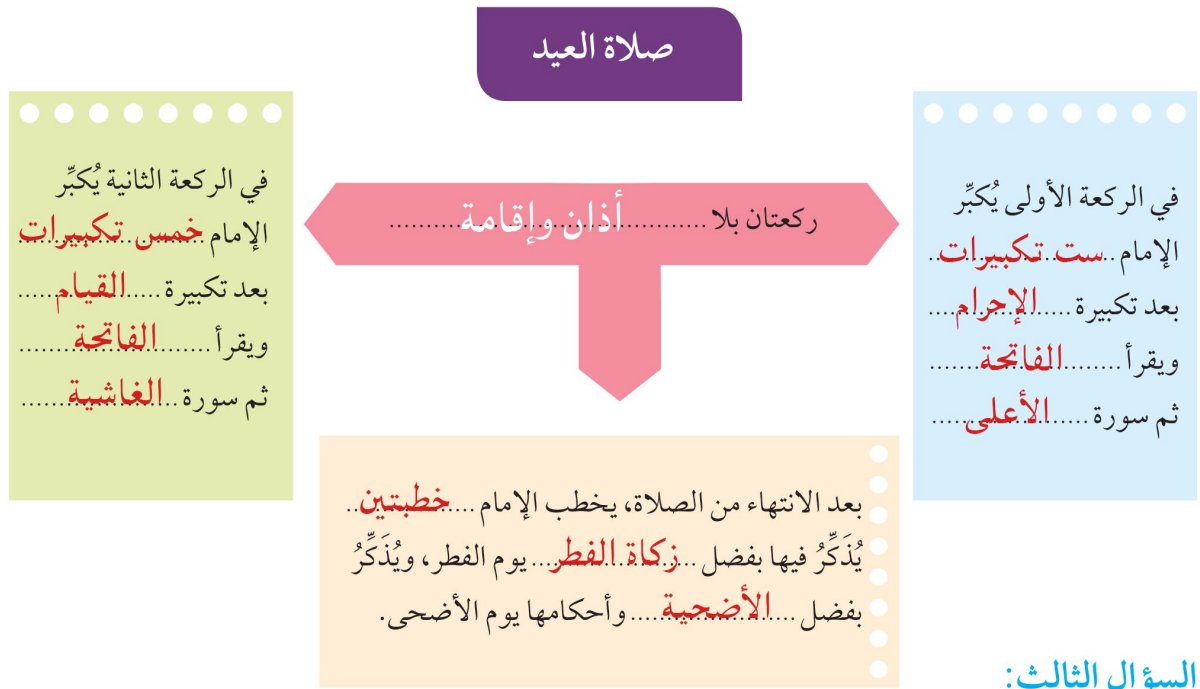 صلاة العيد
ركعتان بلا ..........أذان وإقامة..........
في الركعة الأولى يُكبِّر
الإمام ..ست تكبيرات..
بعد تكبيرة ......الإحرام....
ويقرأ ........الفاتحة.......
ثم سورة ......الأعلى......
في الركعة الثانية يُكبِّر
الإمام خمس تكبيرات
بعد تكبيرة .....القيام.....
ويقرأ .......الفاتحة.......
ثم سورة ..الغاشية......
بعد الانتهاء من الصلاة، يخطب الإمام ....خطبتين..
يُذَكِّرُ فيها بفضل ...زكاة الفطر... يوم الفطر، ويُذَكِّرُ
بفضل ....الأضحية.... وأحكامها يوم الأضحى.
السؤال الثالث: